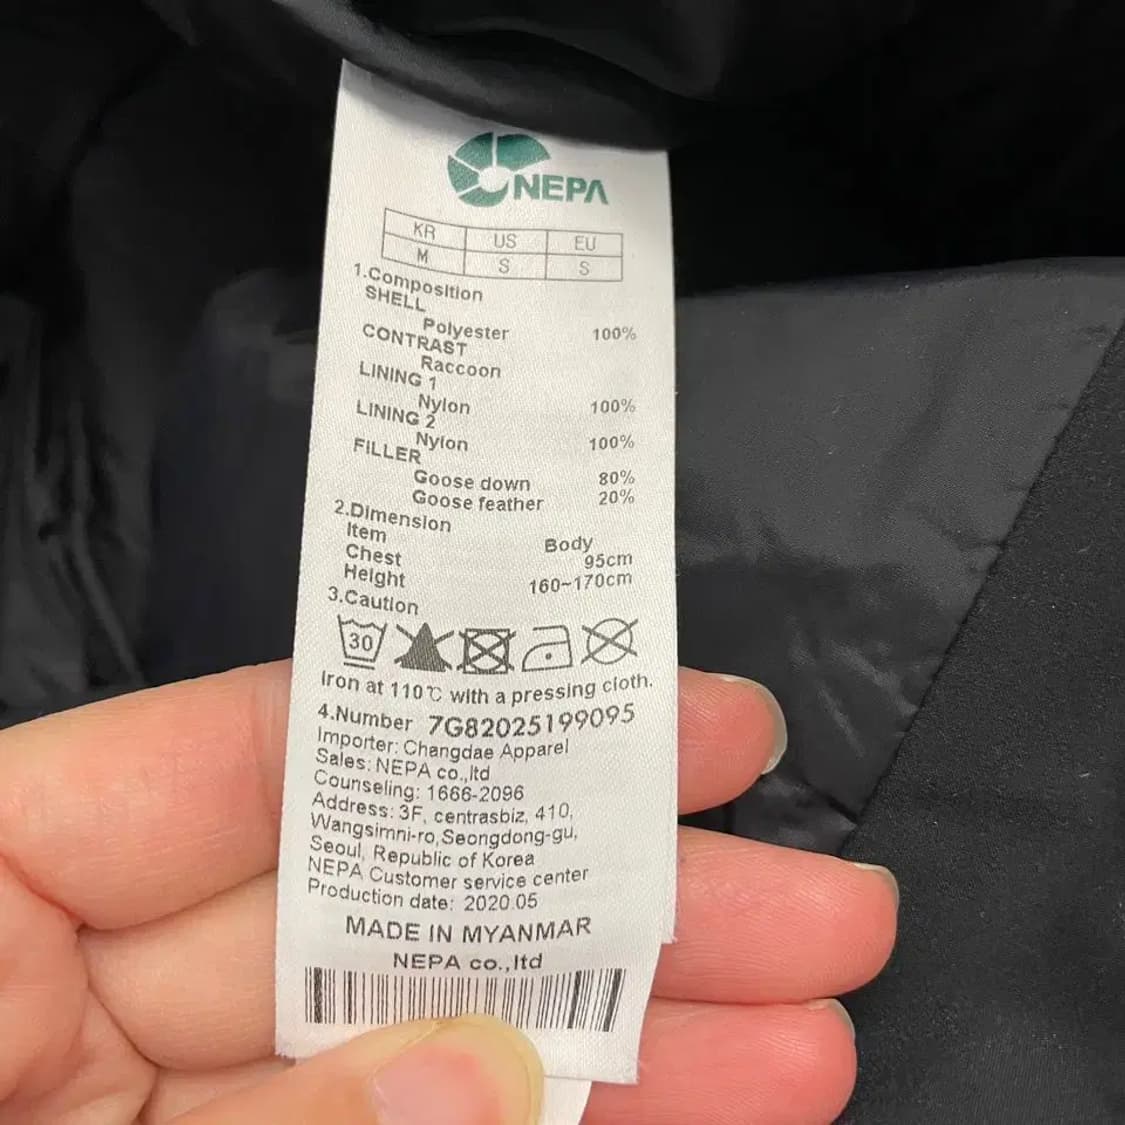 NEPA
KR US EU
M S S
1.Composition
SHELL
Polyester 100%
CONTRAST
Raccoon
LINING 1
Nylon 100%
LINING 2
Nylon 100%
FILLER
Goose down 80%
Goose feather 20%
2.Dimension
Item Body
Chest 95cm
Height 160~170cm
3.Caution
30
Iron at 110℃ with a pressing cloth.
4.Number 7G82025199095
Importer: Changdae Apparel
Sales: NEPA co.,ltd
Counseling: 1666-2096
Address: 3F, centrasbiz, 410,
Wangsimni-ro,Seongdong-gu,
Seoul, Republic of Korea
NEPA Customer service center
Production date: 2020.05
MADE IN MYANMAR
NEPA co.,ltd